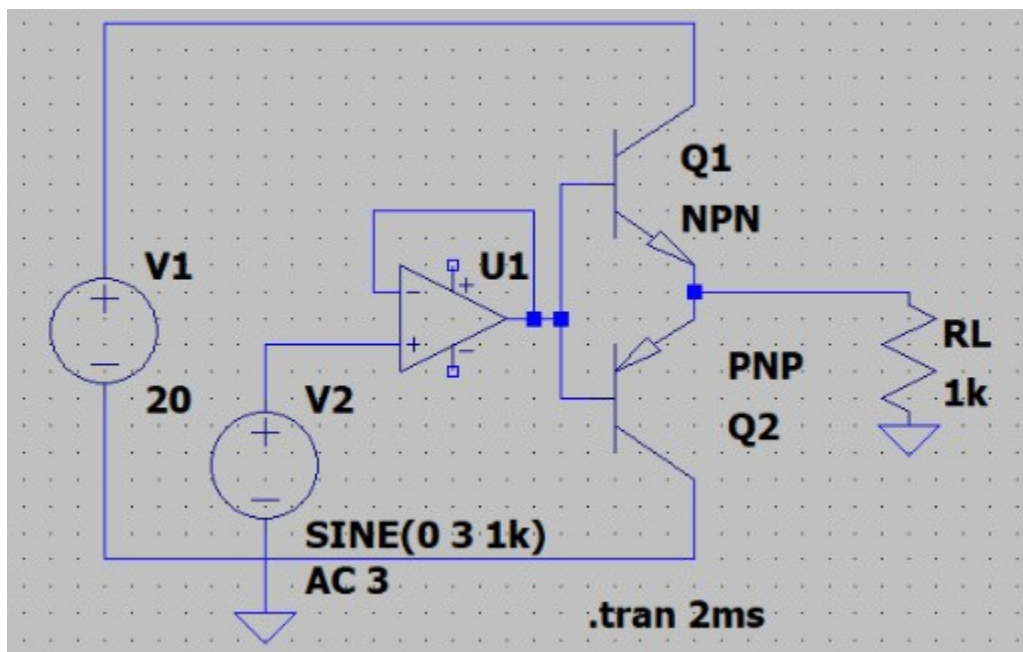 Q1
NPN
V1
U1
20
V2
PNP
Q2
RL
1k
SINE(0 3 1k)
AC 3
.tran 2ms